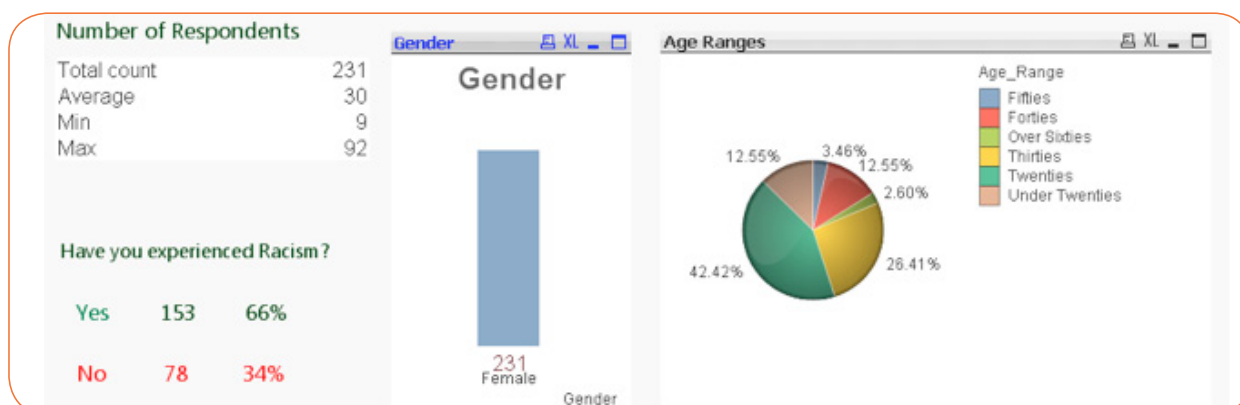 Number of Respondents
Total count 231
Average 30
Min 9
Max 92
Have you experienced Racism?
Yes 153 66%
No 78 34%
Gender XL
Gender
231
Female
Gender
Age Ranges XL
Age_Range
Fifties
Forties
Over Sixties
Thirties
Twenties
Under Twenties
12.55% 3.46%
12.55%
2.60%
26.41%
42.42%